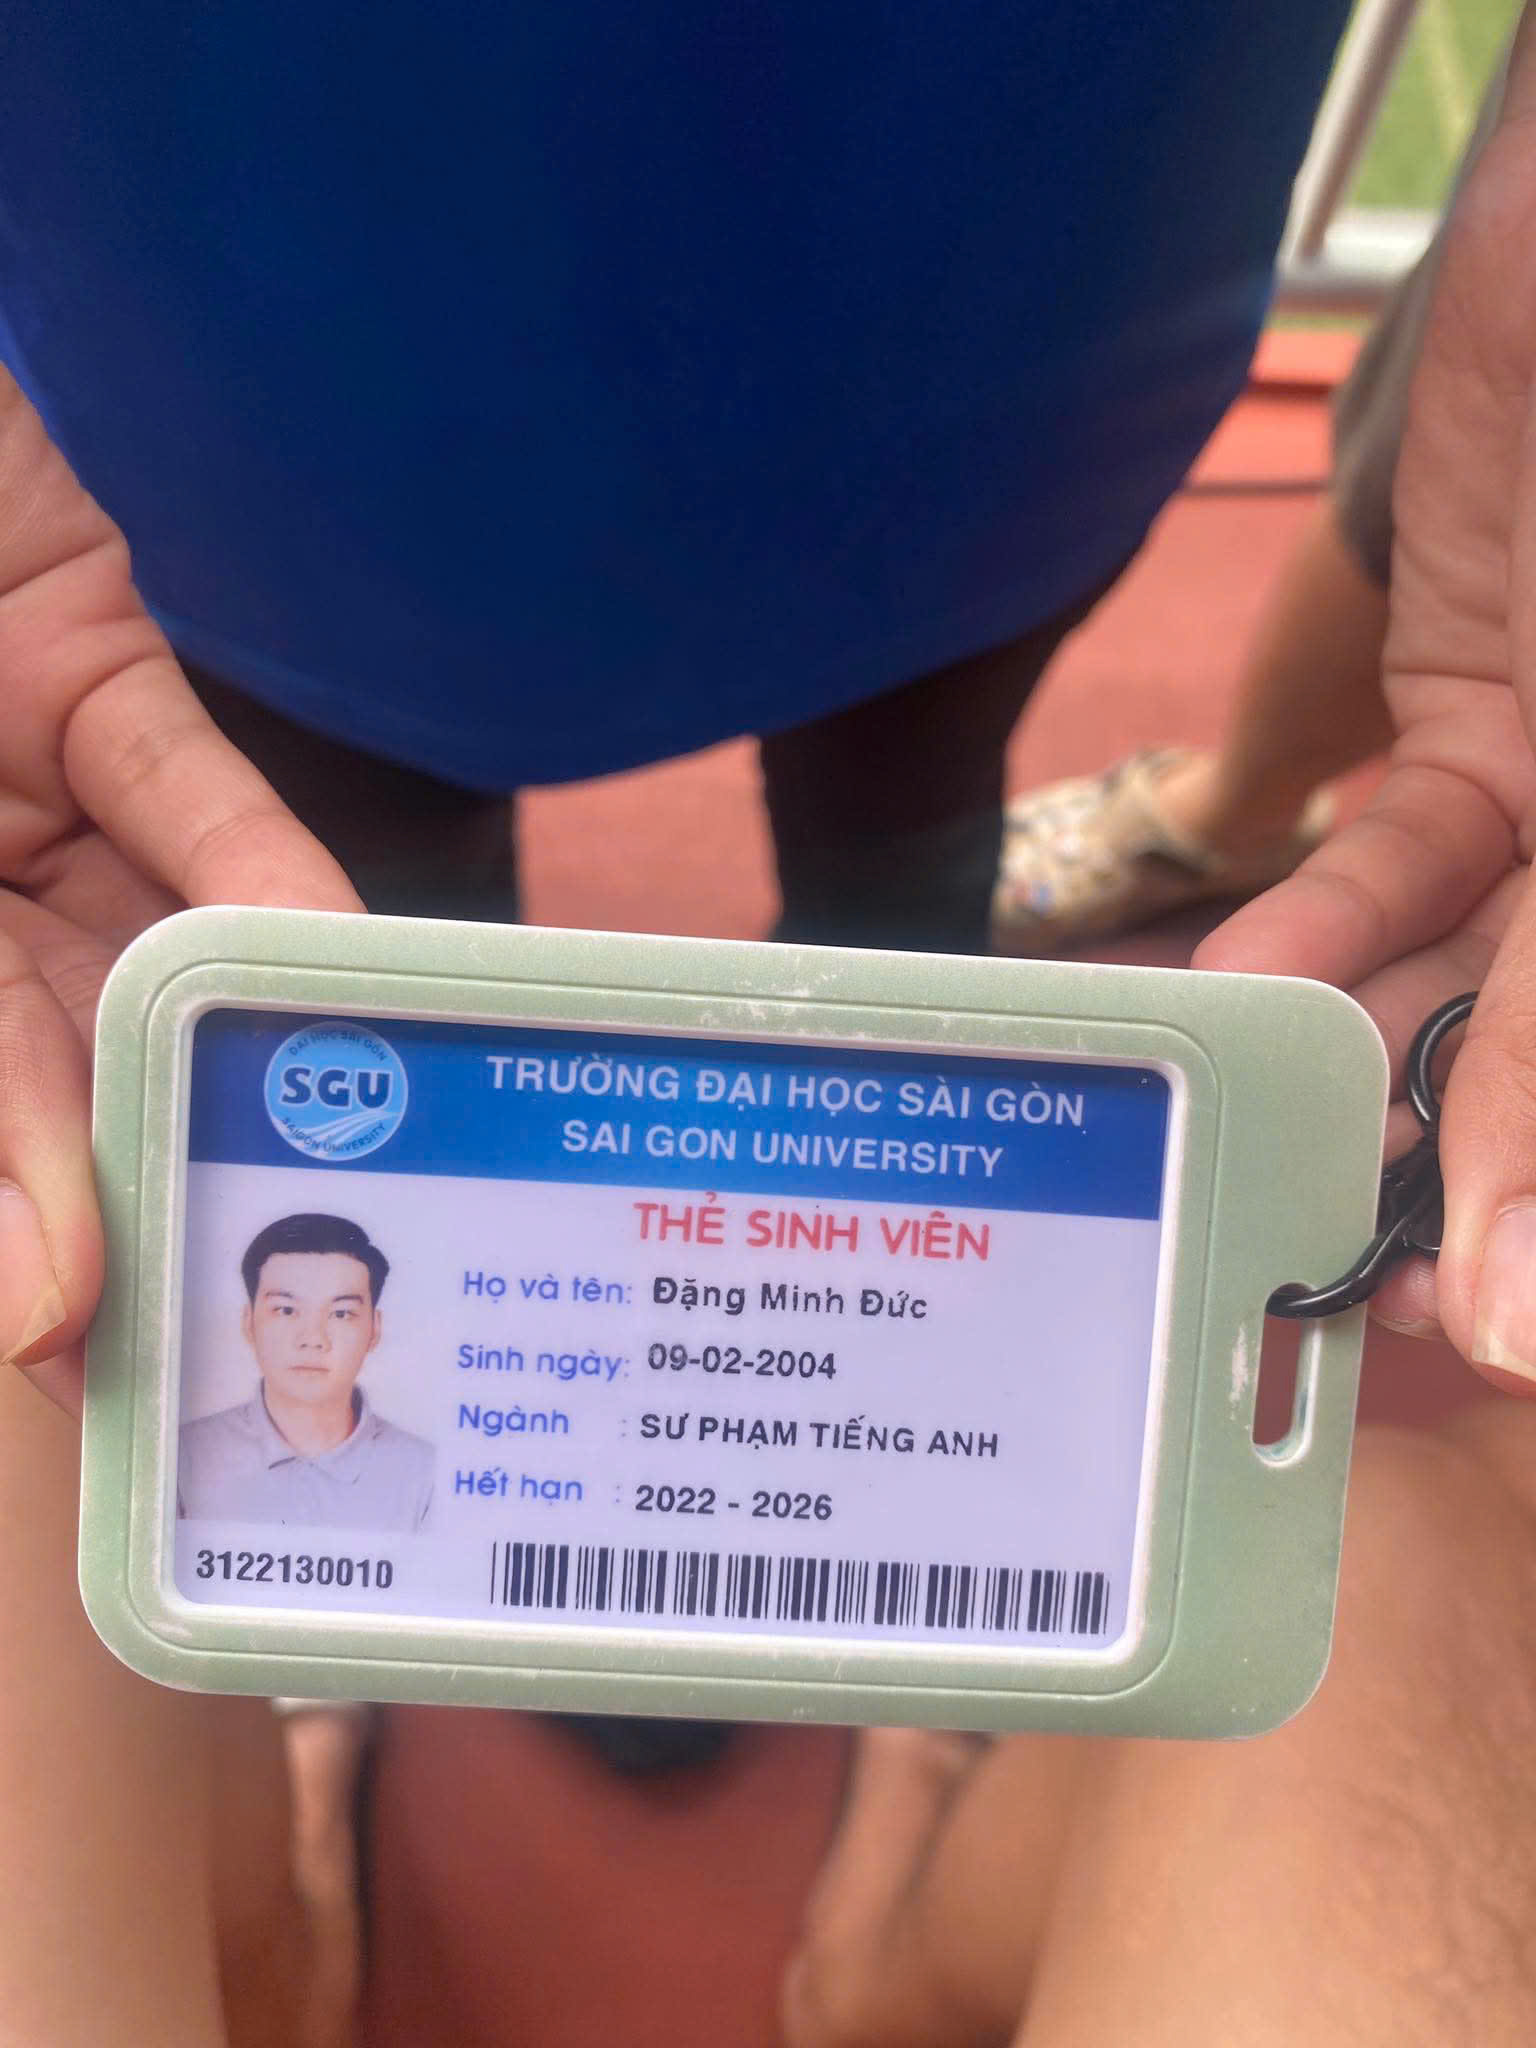 ĐẠI HỌC SÀI GÒN
SGU
SAIGON UNIVERSITY
TRƯỜNG ĐẠI HỌC SÀI GÒN
SAI GON UNIVERSITY
THẺ SINH VIÊN
Họ và tên: Đặng Minh Đức
Sinh ngày: 09-02-2004
Ngành : SƯ PHẠM TIẾNG ANH
Hết hạn : 2022 - 2026
3122130010